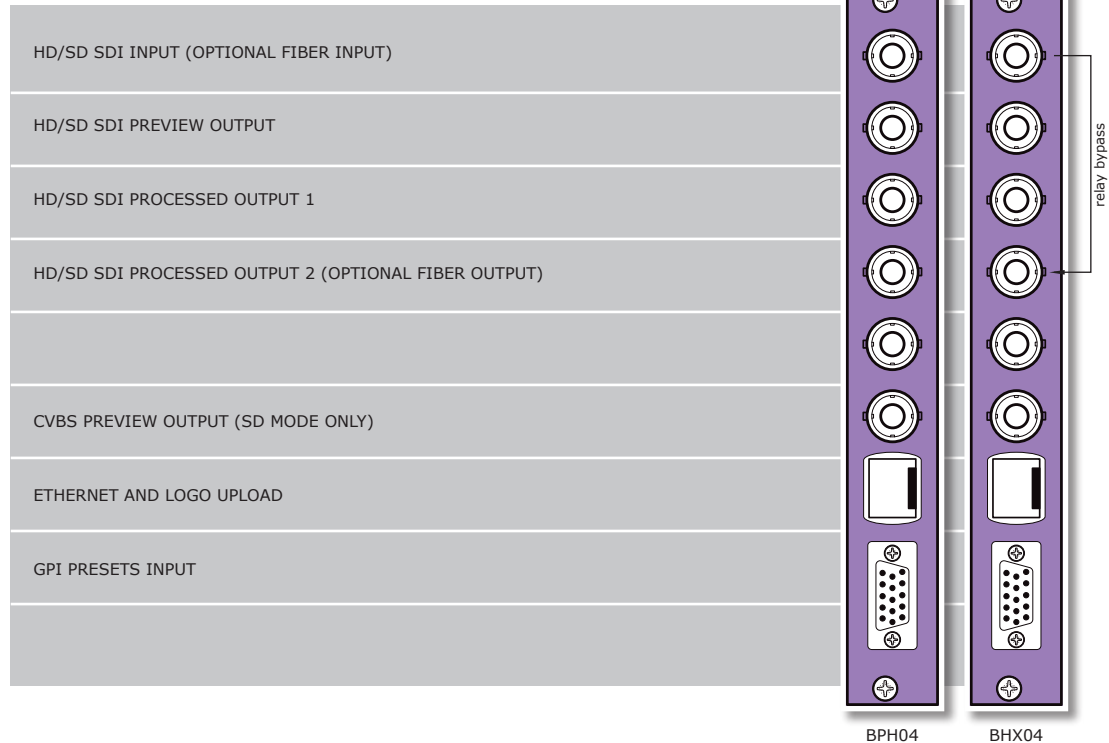 HD/SD SDI INPUT (OPTIONAL FIBER INPUT)
HD/SD SDI PREVIEW OUTPUT
HD/SD SDI PROCESSED OUTPUT 1
HD/SD SDI PROCESSED OUTPUT 2 (OPTIONAL FIBER OUTPUT)
CVBS PREVIEW OUTPUT (SD MODE ONLY)
ETHERNET AND LOGO UPLOAD
GPI PRESETS INPUT
relay bypass
BPH04
BHX04